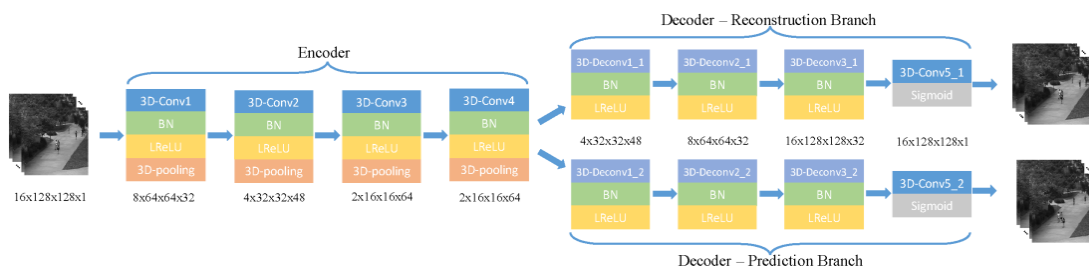 Decoder – Reconstruction Branch
Encoder
3D-Conv1
BN
LReLU
3D-pooling
3D-Conv2
BN
LReLU
3D-pooling
3D-Conv3
BN
LReLU
3D-pooling
3D-Conv4
BN
LReLU
3D-pooling
16x128x128x1
8x64x64x32
4x32x32x48
2x16x16x64
2x16x16x64
3D-Deconv1_1
BN
LReLU
3D-Deconv2_1
BN
LReLU
3D-Deconv3_1
BN
LReLU
3D-Conv5_1
Sigmoid
4x32x32x48
8x64x64x32
16x128x128x32
16x128x128x1
3D-Deconv1_2
BN
LReLU
3D-Deconv2_2
BN
LReLU
3D-Deconv3_2
BN
LReLU
3D-Conv5_2
Sigmoid
Decoder – Prediction Branch